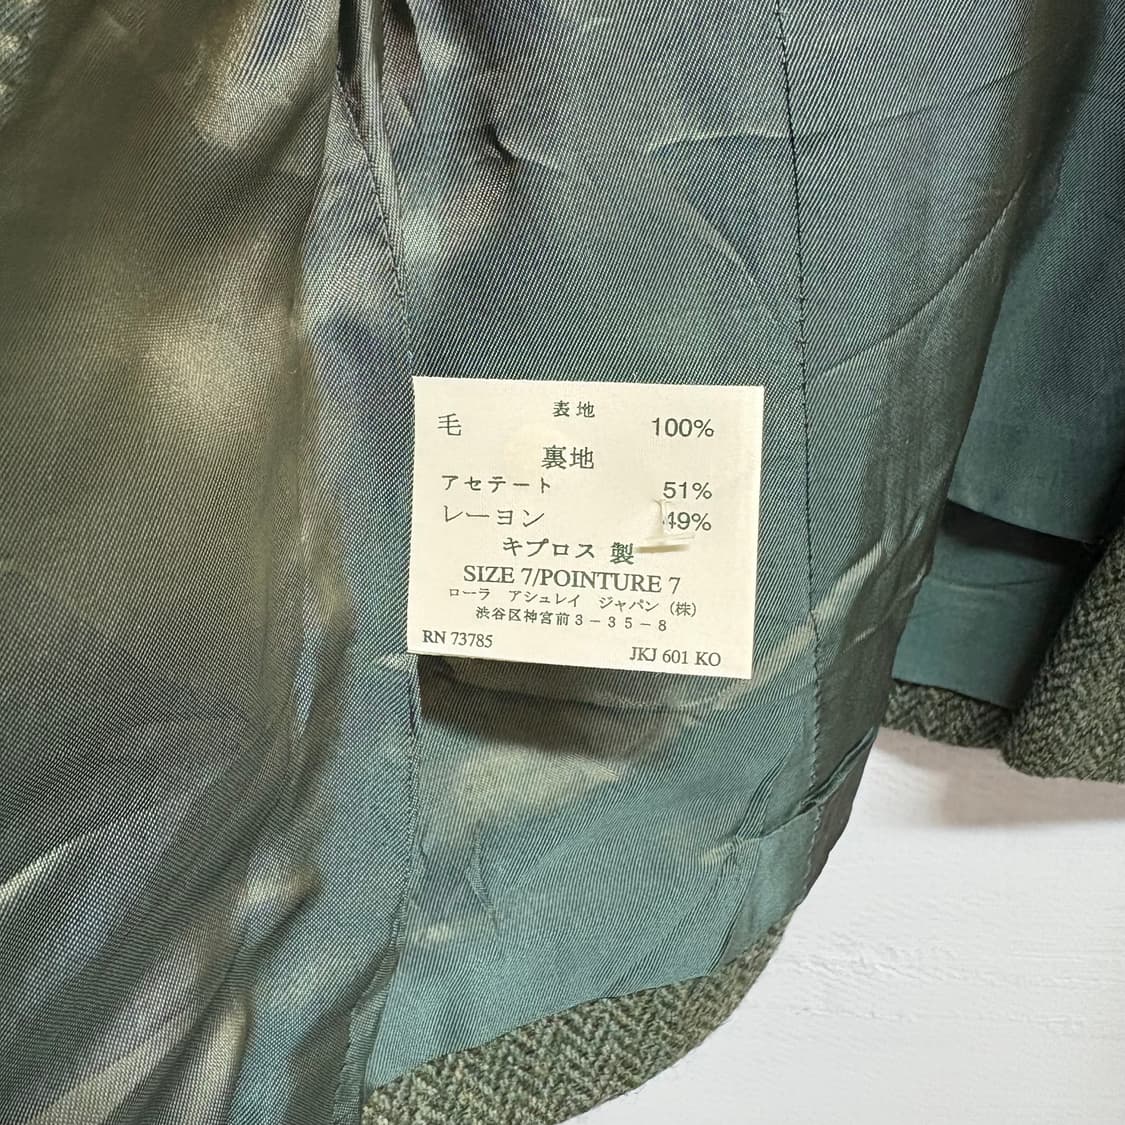 表地
毛 100%
裏地
アセテート 51%
レーヨン 49%
キプロス 製
SIZE 7/POINTURE 7
ローラ アシュレイ ジャパン (株)
渋谷区神宮前3-35-8
RN 73785 JKJ 601 KO